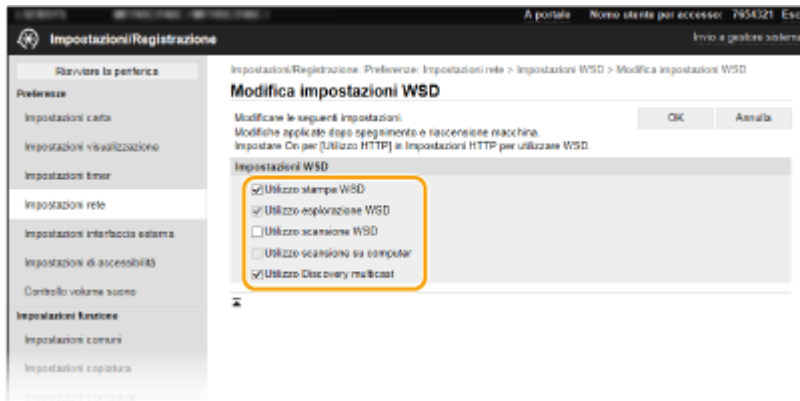 A portale Nome utente per accesso: 7654321 Esc
Impostazioni/Registrazione
Invio a gestore sistema
Riavviare la periferica
Preferenze
Impostazioni carta
Impostazioni visualizzazione
Impostazioni timer
Impostazioni rete
Impostazioni interfaccia esterna
Impostazioni di accessibilità
Controllo volume suono
Impostazioni funzione
Impostazioni comuni
Impostazioni copiatura
Impostazioni/Registrazione: Preferenze: Impostazioni rete > Impostazioni WSD > Modifica impostazioni WSD
Modifica impostazioni WSD
Modificare le seguenti impostazioni.
Modifiche applicate dopo spegnimento e riaccensione macchina.
Impostare On per [Utilizzo HTTP] in Impostazioni HTTP per utilizzare WSD.
OK Annulla
Impostazioni WSD
Utilizzo stampa WSD
Utilizzo esplorazione WSD
Utilizzo scansione WSD
Utilizzo scansione su computer
Utilizzo Discovery multicast